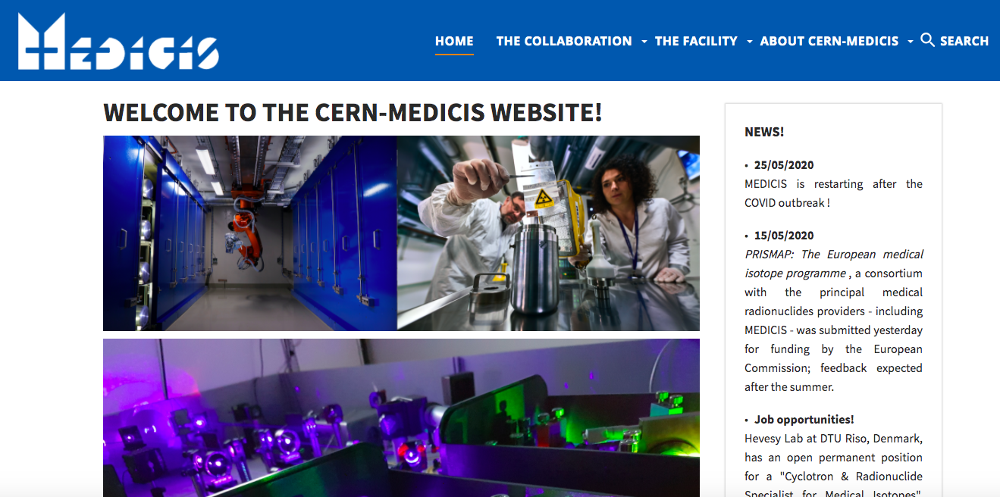 MEDICIS
HOME
THE COLLABORATION
THE FACILITY
ABOUT CERN-MEDICIS
SEARCH
WELCOME TO THE CERN-MEDICIS WEBSITE!
NEWS!
• 25/05/2020
MEDICIS is restarting after the
COVID outbreak !
• 15/05/2020
PRISMAP: The European medical
isotope programme , a consortium
with the principal medical
radionuclides providers - including
MEDICIS - was submitted yesterday
for funding by the European
Commission; feedback expected
after the summer.
• Job opportunities!
Hevesy Lab at DTU Riso, Denmark,
has an open permanent position
for a "Cyclotron & Radionuclide
Specialist for Medical Isotopes".